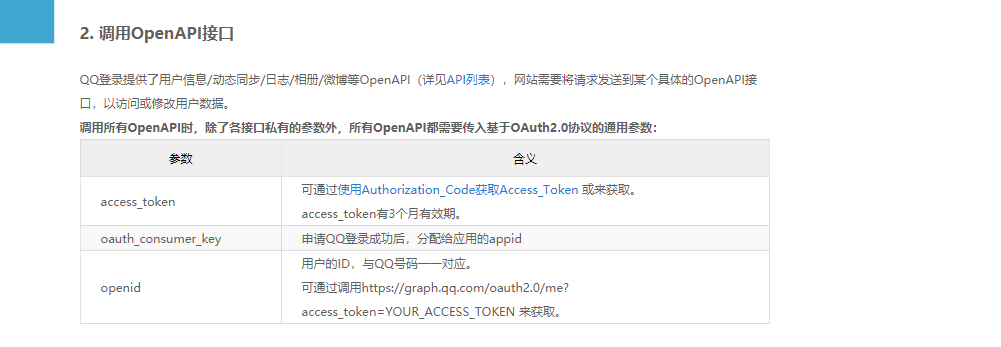 2. 调用OpenAPI接口
QQ登录提供了用户信息/动态同步/日志/相册/微博等OpenAPI（详见API列表），网站需要将请求发送到某个具体的OpenAPI接
口，以访问或修改用户数据。
调用所有OpenAPI时，除了各接口私有的参数外，所有OpenAPI都需要传入基于OAuth2.0协议的通用参数：
参数 含义
access_token
可通过使用Authorization_Code获取Access_Token 或来获取。
access_token有3个月有效期。
oauth_consumer_key 申请QQ登录成功后，分配给应用的appid
openid
用户的ID，与QQ号码一一对应。
可通过调用https://graph.qq.com/oauth2.0/me?
access_token=YOUR_ACCESS_TOKEN 来获取。